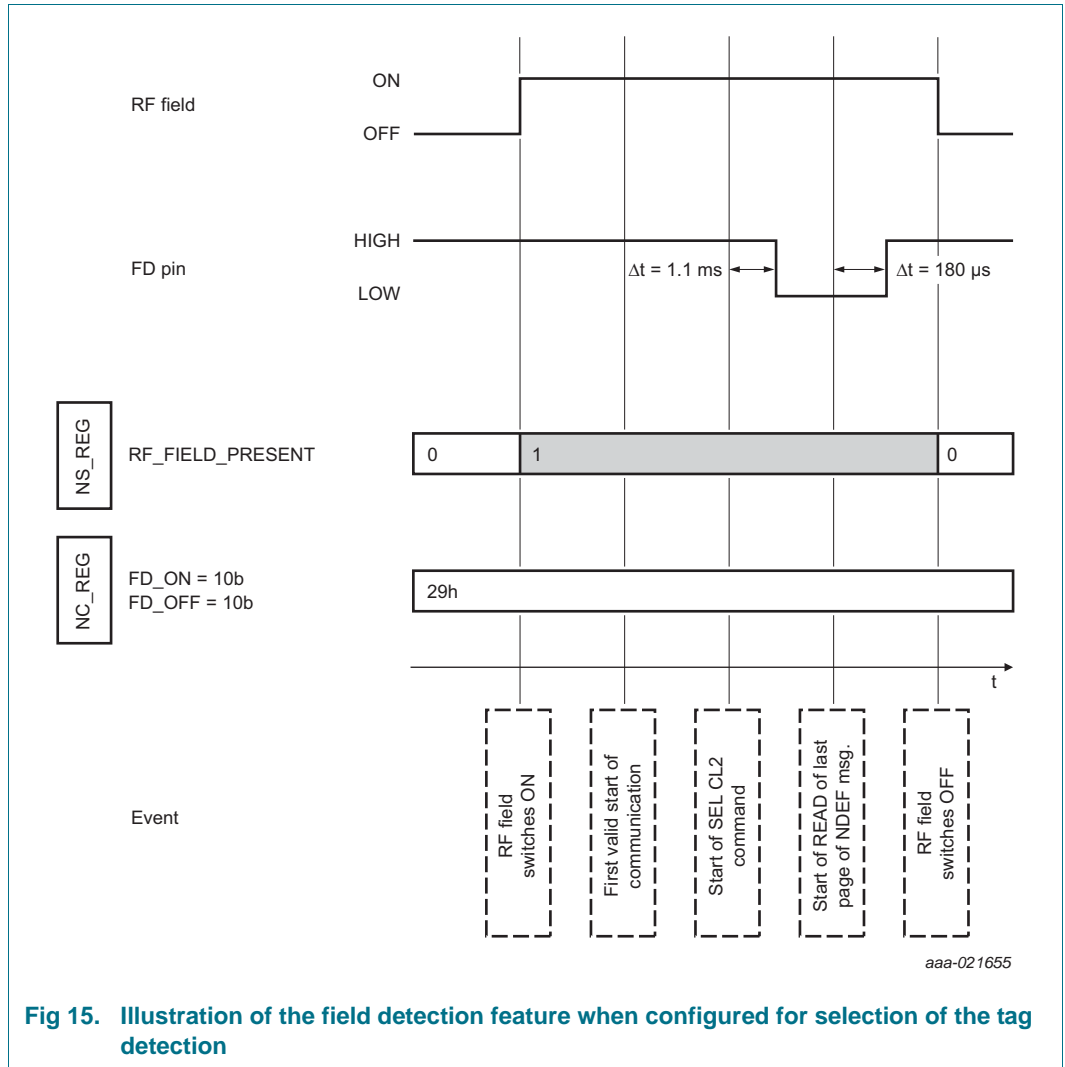 ON
RF field
OFF
HIGH
FD pin
Δt = 1.1 ms
Δt = 180 μs
LOW
NS_REG
RF_FIELD_PRESENT
0
1
0
NC_REG
FD_ON = 10b
FD_OFF = 10b
29h
t
Event
RF field
switches ON
First valid start of
communication
Start of SEL CL2
command
Start of READ of last
page of NDEF msg.
RF field
switches OFF
aaa-021655
Fig 15. Illustration of the field detection feature when configured for selection of the tag
detection